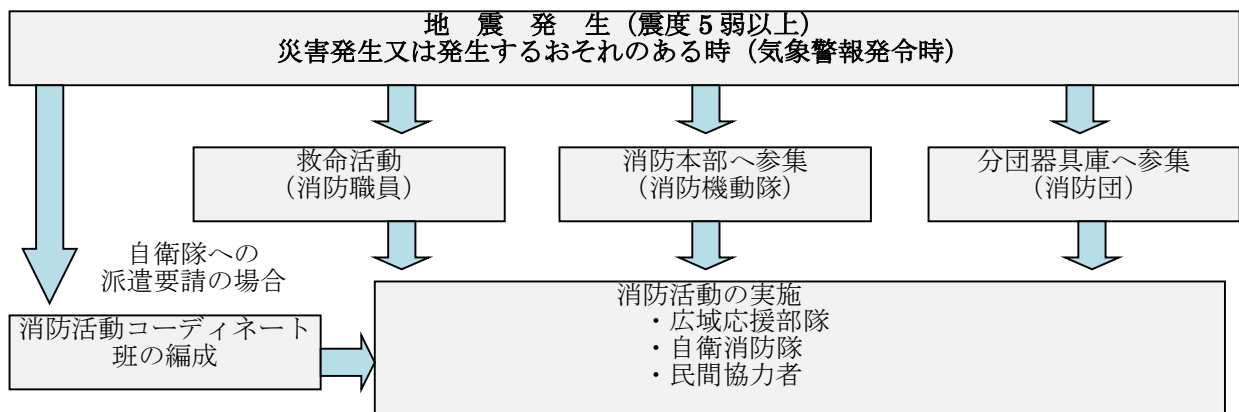 地　震　発　生（震度５弱以上）
災害発生又は発生するおそれのある時（気象警報発令時）
救命活動
（消防職員）
消防本部へ参集
（消防機動隊）
分団器具庫へ参集
（消防団）
自衛隊への
派遣要請の場合
消防活動コーディネート
班の編成
消防活動の実施
・広域応援部隊
・自衛消防隊
・民間協力者